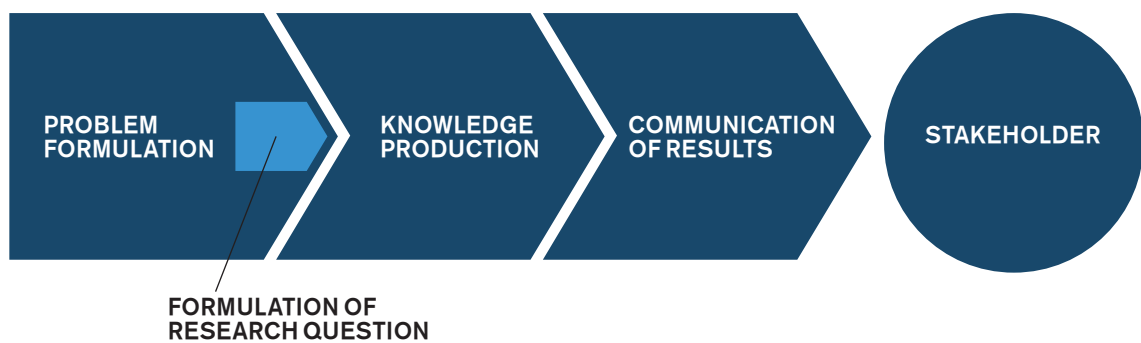 PROBLEM
FORMULATION
KNOWLEDGE
PRODUCTION
COMMUNICATION
OF RESULTS
STAKEHOLDER
FORMULATION OF
RESEARCH QUESTION